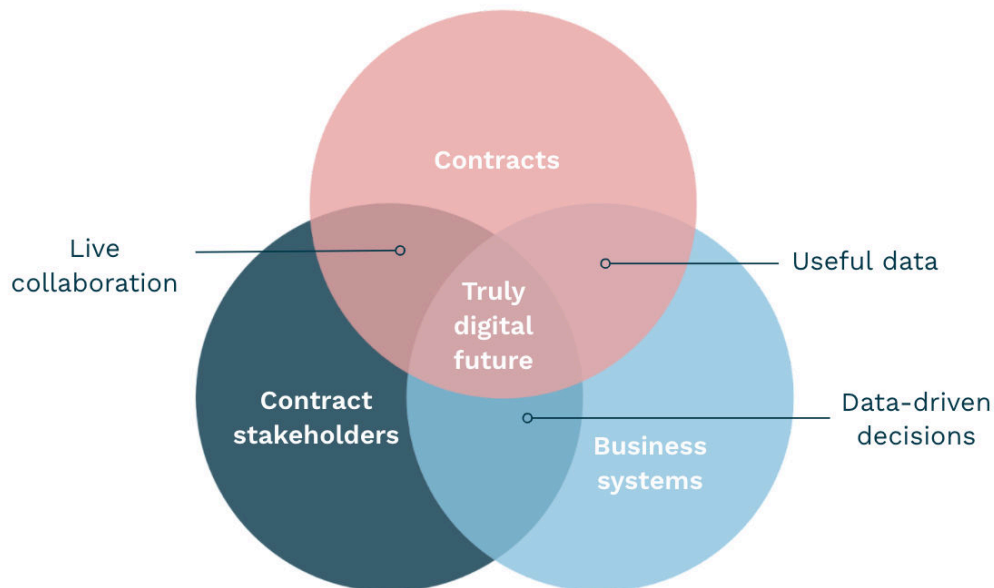 Contracts
Live
collaboration
Useful data
Truly
digital
future
Contract
stakeholders
Data-driven
decisions
Business
systems